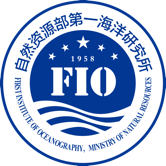 自然资源部第一海洋研究所
1958
FIO
FIRST INSTITUTE OF OCEANOGRAPHY, MINISTRY OF NATURAL RESOURCES